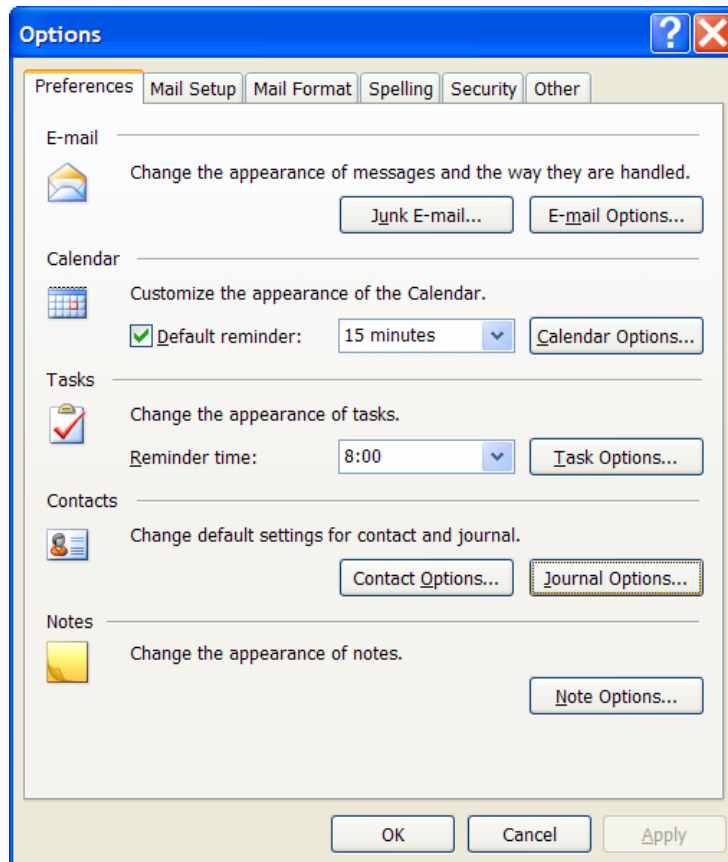 Options
Preferences Mail Setup Mail Format Spelling Security Other
E-mail
Change the appearance of messages and the way they are handled.
Junk E-mail... E-mail Options...
Calendar
Customize the appearance of the Calendar.
Default reminder: 15 minutes Calendar Options...
Tasks
Change the appearance of tasks.
Reminder time: 8:00 Task Options...
Contacts
Change default settings for contact and journal.
Contact Options... Journal Options...
Notes
Change the appearance of notes.
Note Options...
OK Cancel Apply